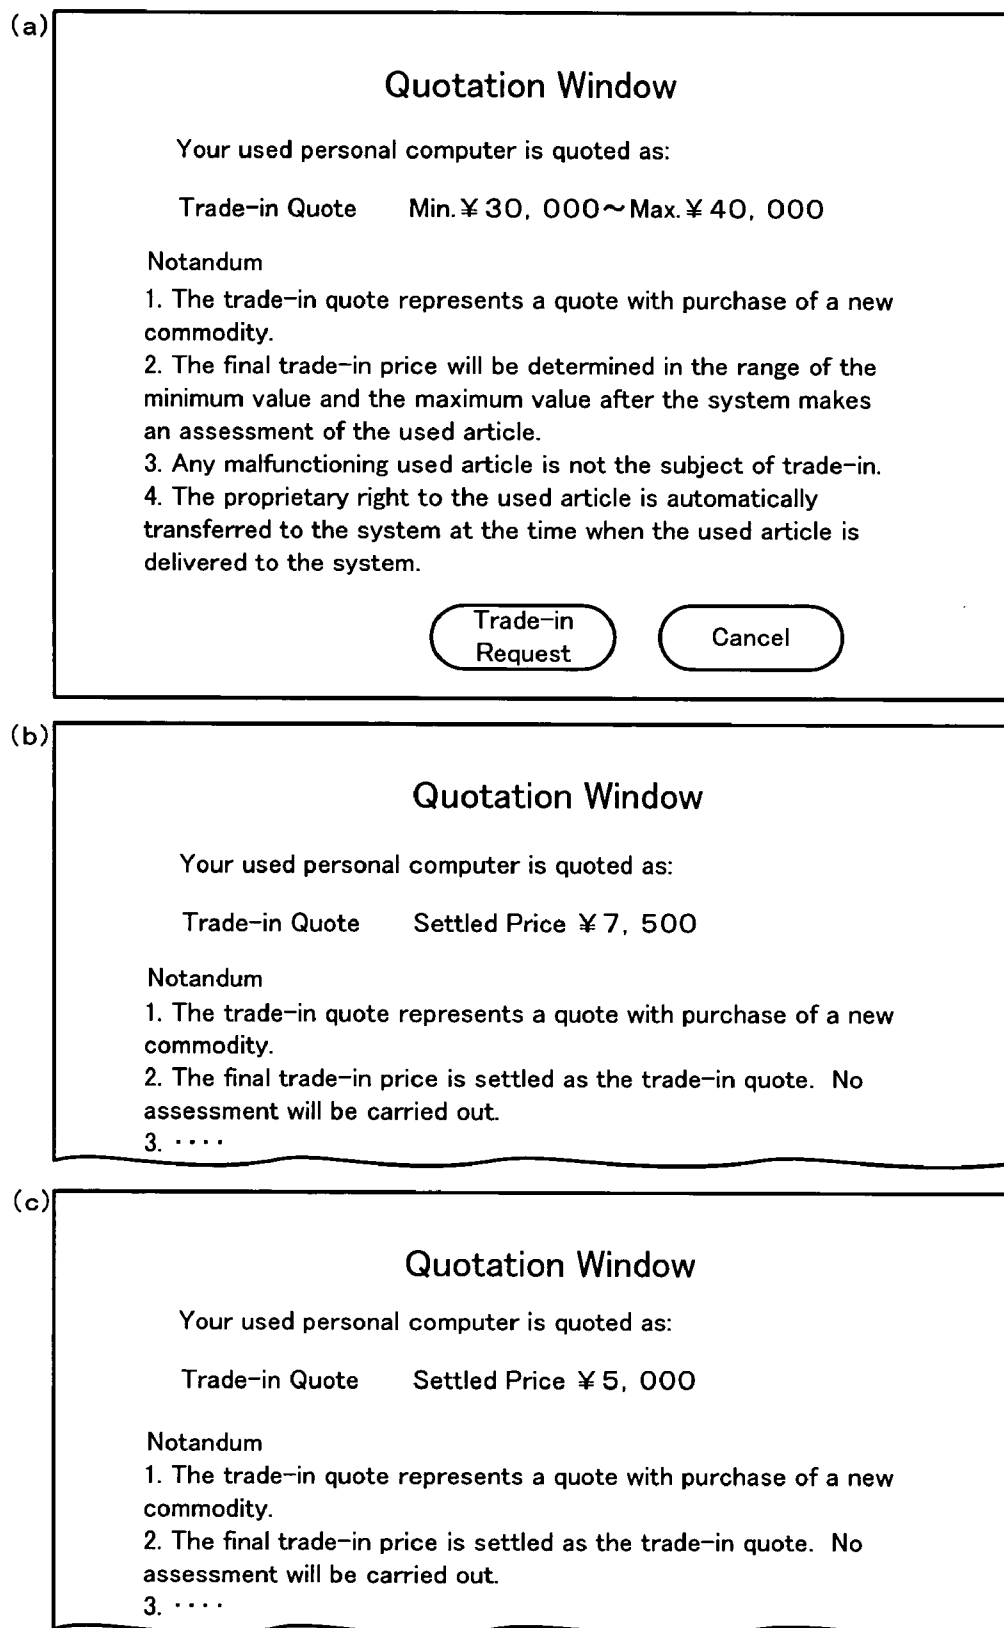 (a)
Quotation Window
Your used personal computer is quoted as:
Trade-in Quote Min.¥30, 000~Max.¥40, 000
Notandum
1. The trade-in quote represents a quote with purchase of a new
commodity.
2. The final trade-in price will be determined in the range of the
minimum value and the maximum value after the system makes
an assessment of the used article.
3. Any malfunctioning used article is not the subject of trade-in.
4. The proprietary right to the used article is automatically
transferred to the system at the time when the used article is
delivered to the system.
Trade-in
Request
Cancel
(b)
Quotation Window
Your used personal computer is quoted as:
Trade-in Quote Settled Price ¥7, 500
Notandum
1. The trade-in quote represents a quote with purchase of a new
commodity.
2. The final trade-in price is settled as the trade-in quote. No
assessment will be carried out.
3. ････
(c)
Quotation Window
Your used personal computer is quoted as:
Trade-in Quote Settled Price ¥5, 000
Notandum
1. The trade-in quote represents a quote with purchase of a new
commodity.
2. The final trade-in price is settled as the trade-in quote. No
assessment will be carried out.
3. ････